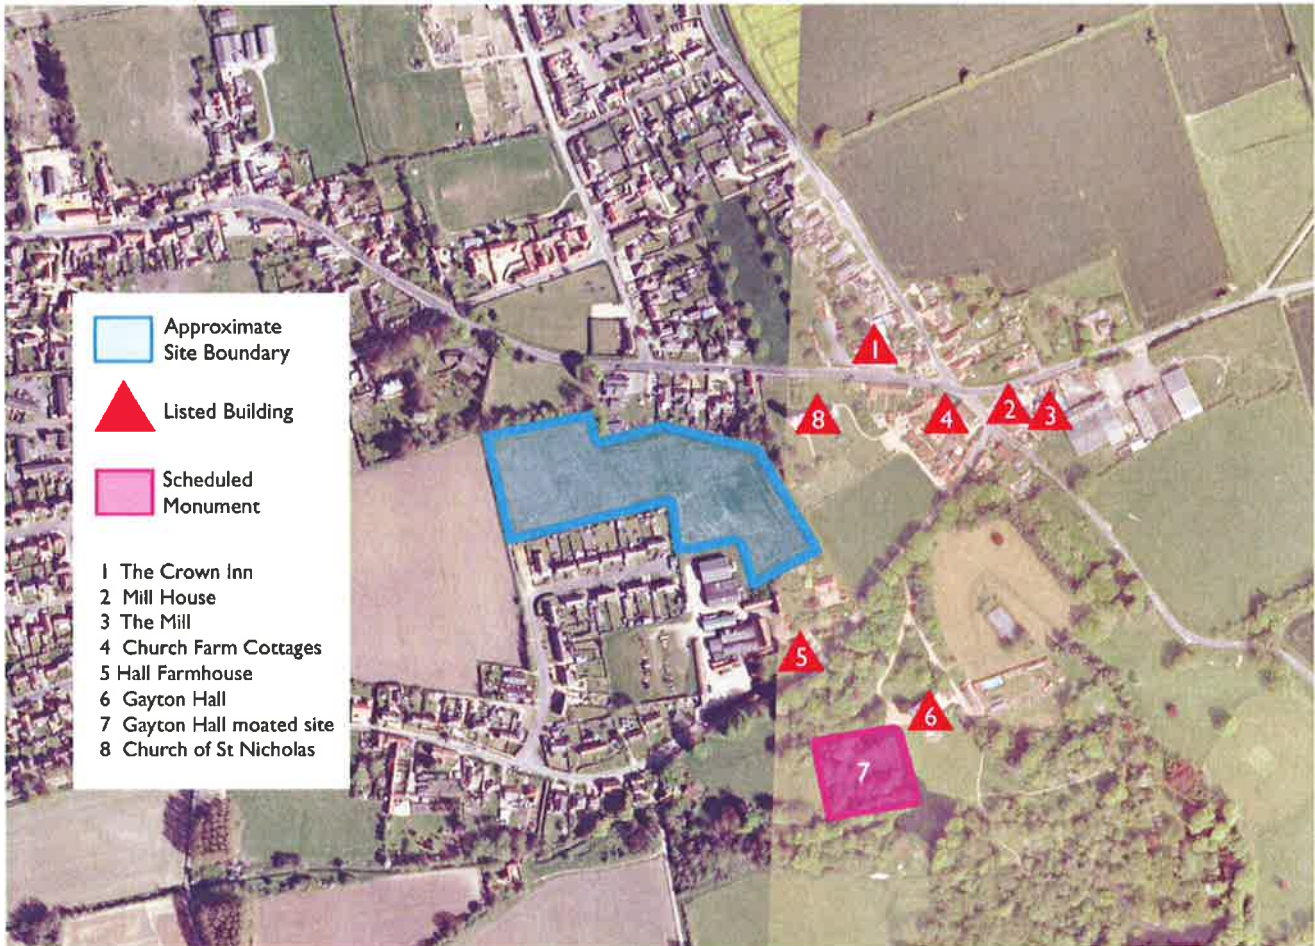 Approximate
Site Boundary
Listed Building
Scheduled
Monument
1 The Crown Inn
2 Mill House
3 The Mill
4 Church Farm Cottages
5 Hall Farmhouse
6 Gayton Hall
7 Gayton Hall moated site
8 Church of St Nicholas
1
8
4
2
3
5
6
7